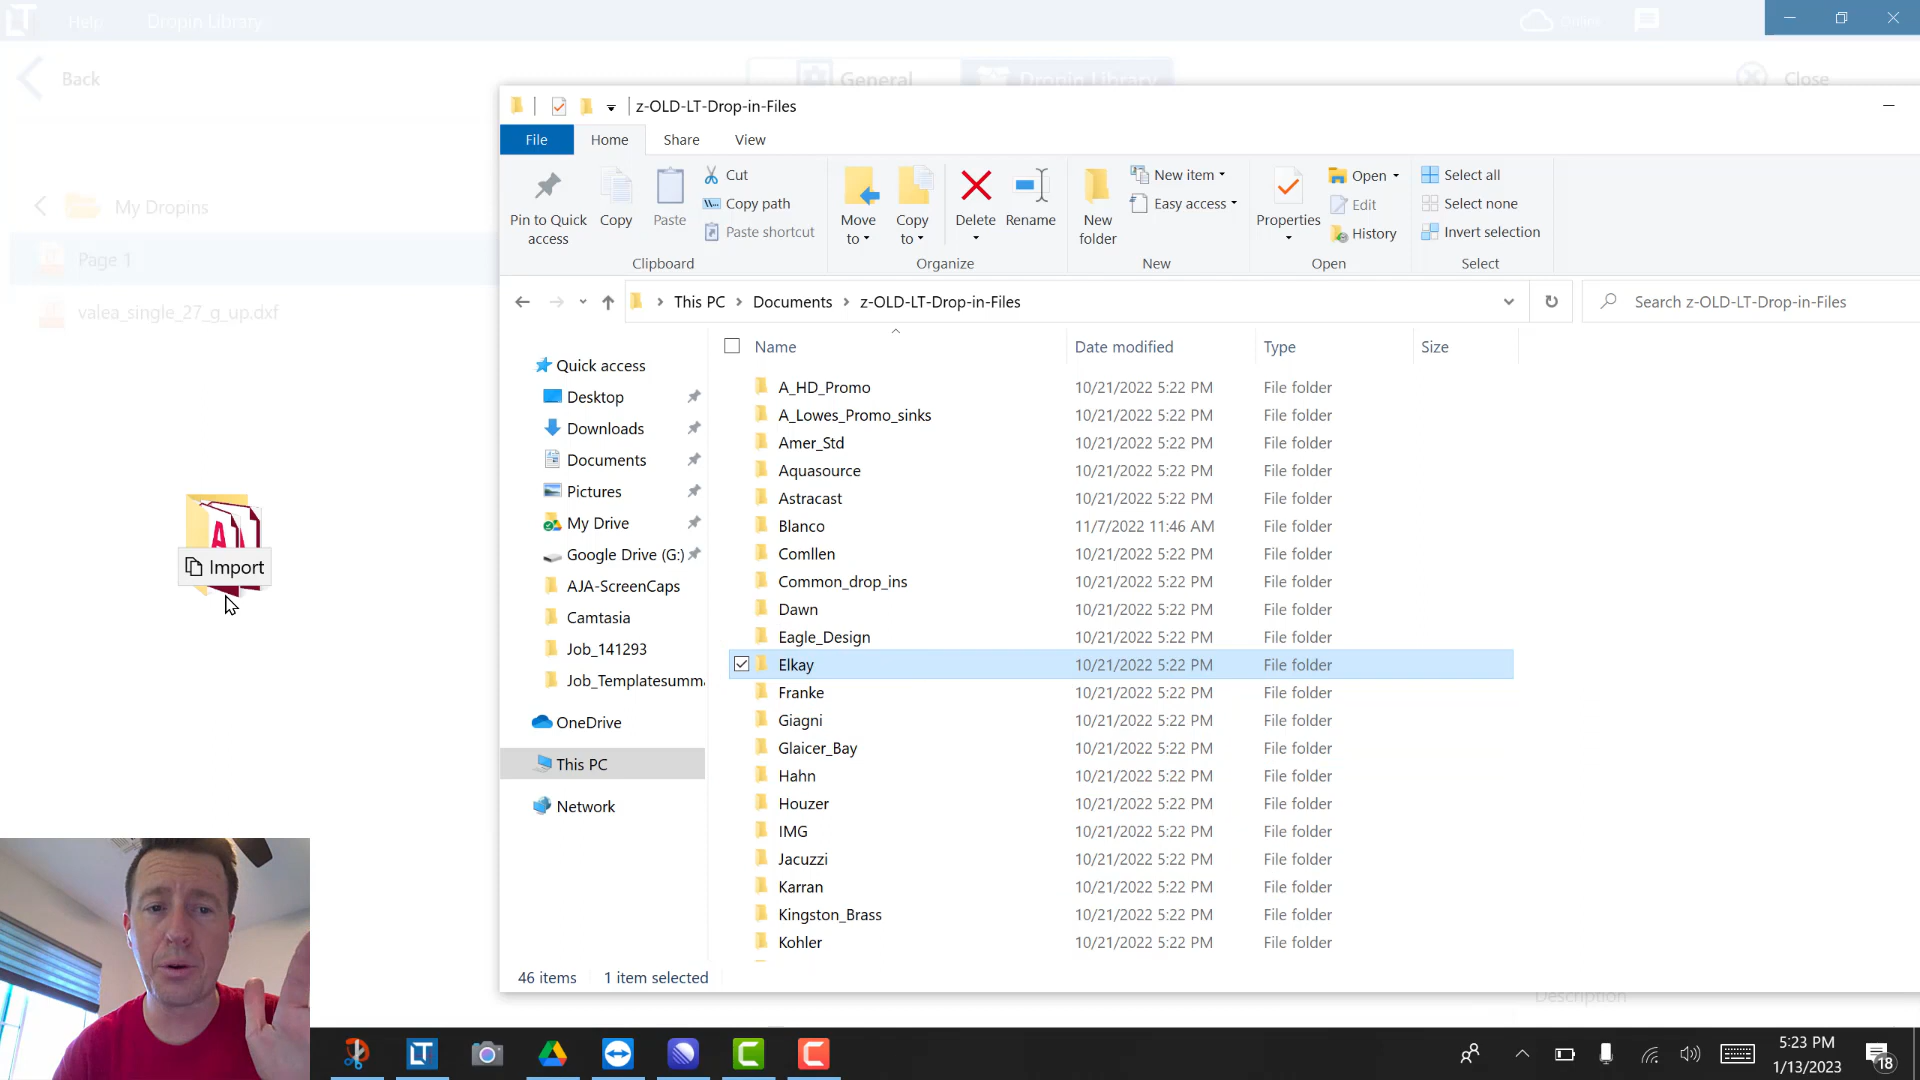 LT Help Dropin Library Online
Back General Dropin Library Close
z-OLD-LT-Drop-in-Files
File Home Share View
Pin to Quick access
Copy
Paste
Cut
Copy path
Paste shortcut
Clipboard
Move to
Copy to
Delete
Rename
Organize
New folder
New item
Easy access
New
Properties
Open
Edit
History
Open
Select all
Select none
Invert selection
Select
My Dropins
Page 1
valea_single_27_g_up.dxf
This PC > Documents > z-OLD-LT-Drop-in-Files
Search z-OLD-LT-Drop-in-Files
Quick access
Desktop
Downloads
Documents
Pictures
My Drive
Google Drive (G:)
AJA-ScreenCaps
Camtasia
Job_141293
Job_Templatesumma
OneDrive
This PC
Network
Import
Name Date modified Type Size
A_HD_Promo 10/21/2022 5:22 PM File folder
A_Lowes_Promo_sinks 10/21/2022 5:22 PM File folder
Amer_Std 10/21/2022 5:22 PM File folder
Aquasource 10/21/2022 5:22 PM File folder
Astracast 10/21/2022 5:22 PM File folder
Blanco 11/7/2022 11:46 AM File folder
Comllen 10/21/2022 5:22 PM File folder
Common_drop_ins 10/21/2022 5:22 PM File folder
Dawn 10/21/2022 5:22 PM File folder
Eagle_Design 10/21/2022 5:22 PM File folder
Elkay 10/21/2022 5:22 PM File folder
Franke 10/21/2022 5:22 PM File folder
Giagni 10/21/2022 5:22 PM File folder
Glaicer_Bay 10/21/2022 5:22 PM File folder
Hahn 10/21/2022 5:22 PM File folder
Houzer 10/21/2022 5:22 PM File folder
IMG 10/21/2022 5:22 PM File folder
Jacuzzi 10/21/2022 5:22 PM File folder
Karran 10/21/2022 5:22 PM File folder
Kingston_Brass 10/21/2022 5:22 PM File folder
Kohler 10/21/2022 5:22 PM File folder
46 items 1 item selected
Description
LT
5:23 PM
1/13/2023
18